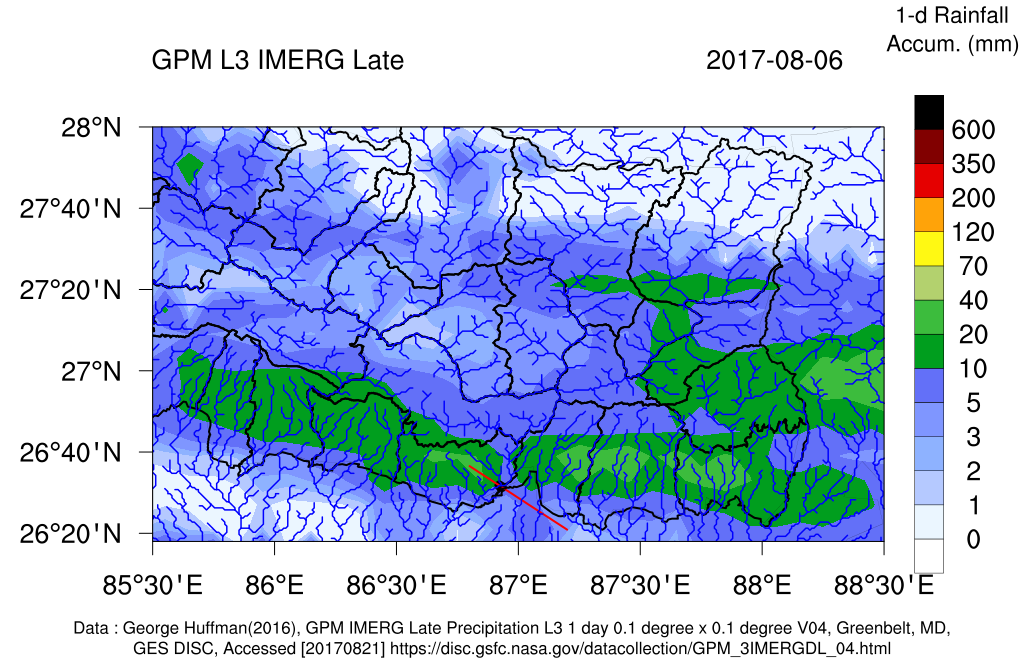 1-d Rainfall
Accum. (mm)
GPM L3 IMERG Late
2017-08-06
28°N
27°40'N
27°20'N
27°N
26°40'N
26°20'N
85°30'E
86°E
86°30'E
87°E
87°30'E
88°E
88°30'E
600
350
200
120
70
40
20
10
5
3
2
1
0
Data : George Huffman(2016), GPM IMERG Late Precipitation L3 1 day 0.1 degree x 0.1 degree V04, Greenbelt, MD,
GES DISC, Accessed [20170821] https://disc.gsfc.nasa.gov/datacollection/GPM_3IMERGDL_04.html